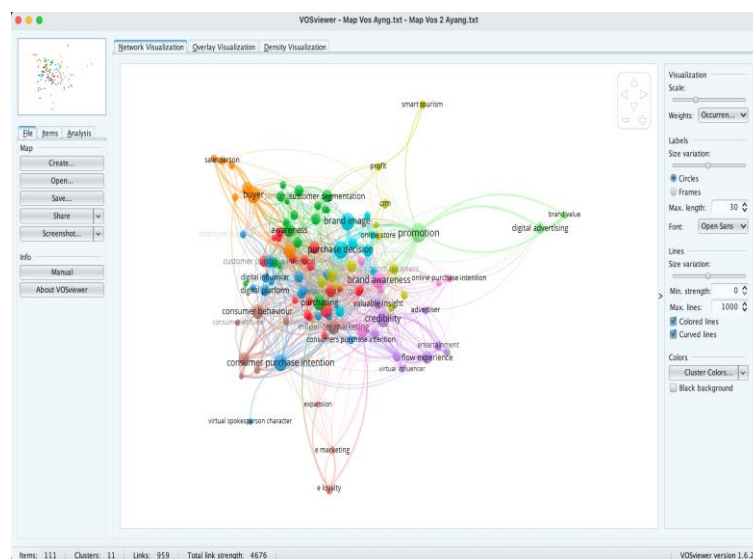 VOSviewer - Map Vos Ayng.txt - Map Vos 2 Ayang.txt
Network Visualization Overlay Visualization Density Visualization
File Items Analysis
Map
Create...
Open...
Save...
Share
Screenshot...
Info
Manual
About VOSviewer
smart tourism
salesperson
profit
buyer
customer segmentation
crm
brand value
brand image
awareness
online store
promotion
digital advertising
purchase decision
customer purchase intention
digital influencer
brand awareness
online purchase intention
digital platform
purchasing
valuable insight
advertiser
consumer behaviour
credibility
influencer marketing
consumers purchase intention
entertainment
flow experience
consumer purchase intention
virtual influencer
expansion
virtual spokesperson character
e marketing
e loyalty
Visualization
Scale:
Weights: Occurren...
Labels
Size variation:
Circles
Frames
Max. length: 30
Font: Open Sans
Lines
Size variation:
Min. strength: 0
Max. lines: 1000
Colored lines
Curved lines
Colors
Cluster Colors...
Black background
Items: 111 Clusters: 11 Links: 959 Total link strength: 4676
VOSviewer version